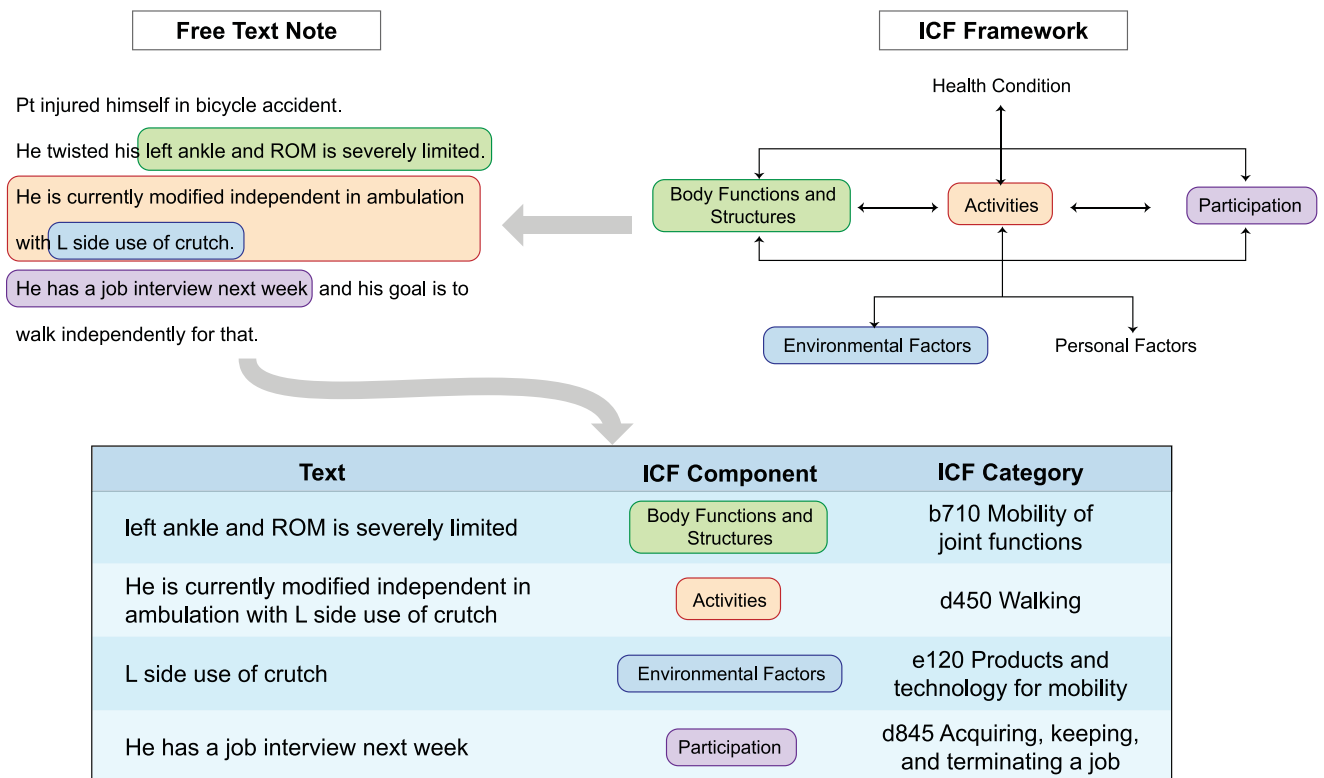 Free Text Note
Pt injured himself in bicycle accident.
He twisted his left ankle and ROM is severely limited.
He is currently modified independent in ambulation
with L side use of crutch.
He has a job interview next week and his goal is to
walk independently for that.
ICF Framework
Health Condition
Body Functions and
Structures
Activities
Participation
Environmental Factors
Personal Factors
Text
ICF Component
ICF Category
left ankle and ROM is severely limited
Body Functions and
Structures
b710 Mobility of
joint functions
He is currently modified independent in
ambulation with L side use of crutch
Activities
d450 Walking
L side use of crutch
Environmental Factors
e120 Products and
technology for mobility
He has a job interview next week
Participation
d845 Acquiring, keeping,
and terminating a job